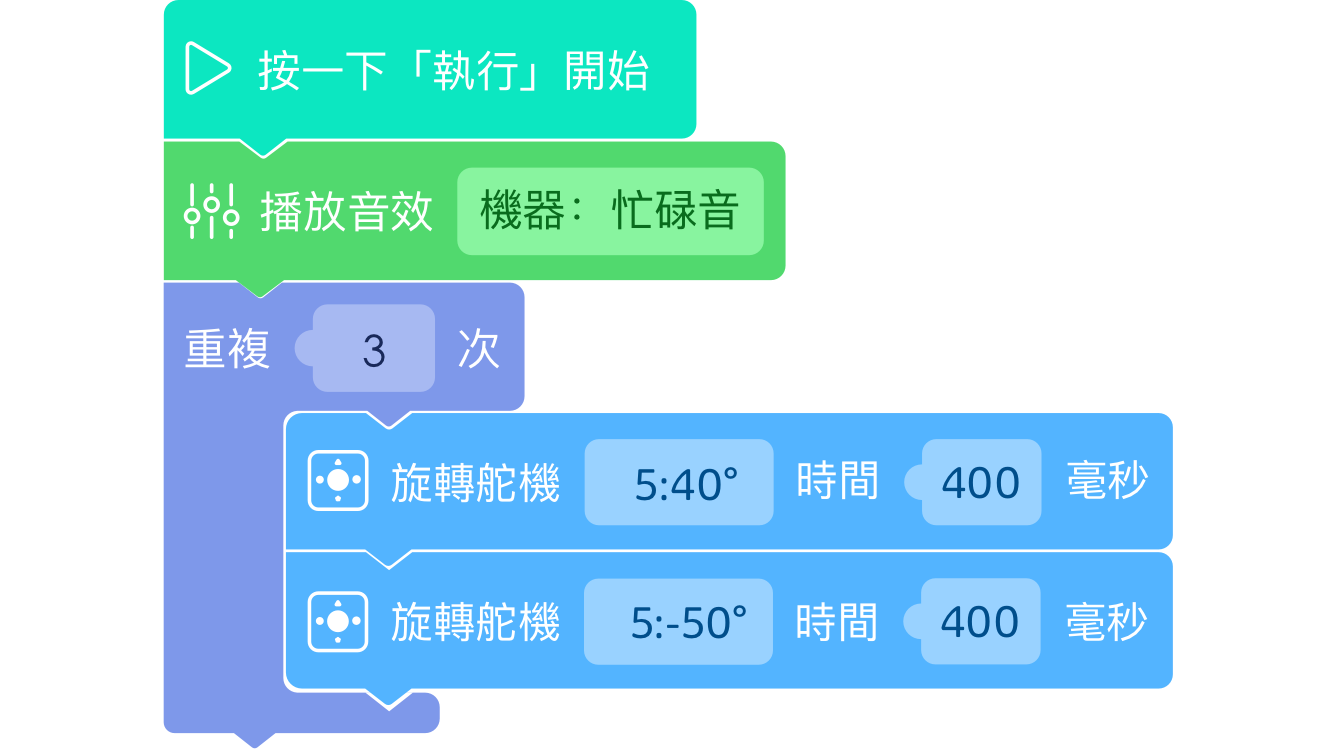 按一下「執行」開始
播放音效 機器： 忙碌音
重複 3 次
旋轉舵機 5:40° 時間 400 毫秒
旋轉舵機 5:-50° 時間 400 毫秒